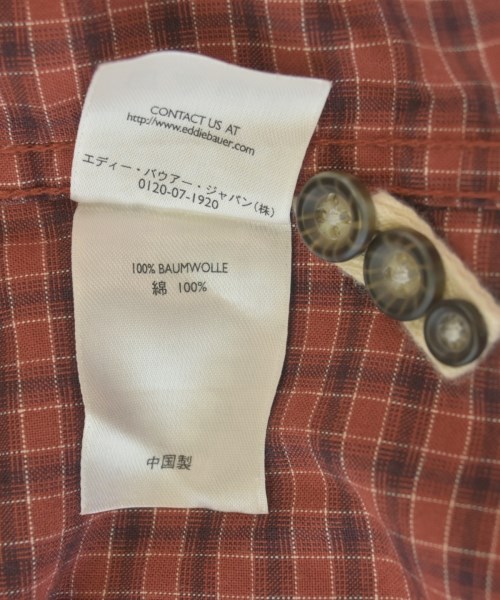 CONTACT US AT
http://www.eddiebauer.com
エディー・バウアー・ジャパン(株)
0120-07-1920
100% BAUMWOLLE
綿 100%
中国製